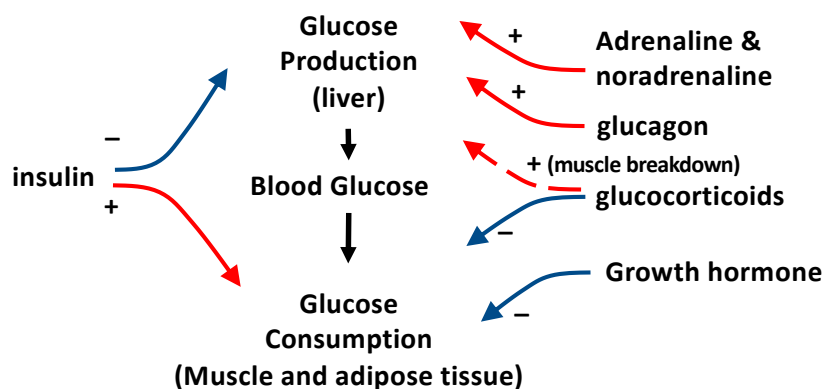 Glucose
Production
(liver)
+
Adrenaline &
noradrenaline
+
glucagon
–
insulin
+
Blood Glucose
+ (muscle breakdown)
glucocorticoids
–
Growth hormone
–
Glucose
Consumption
(Muscle and adipose tissue)